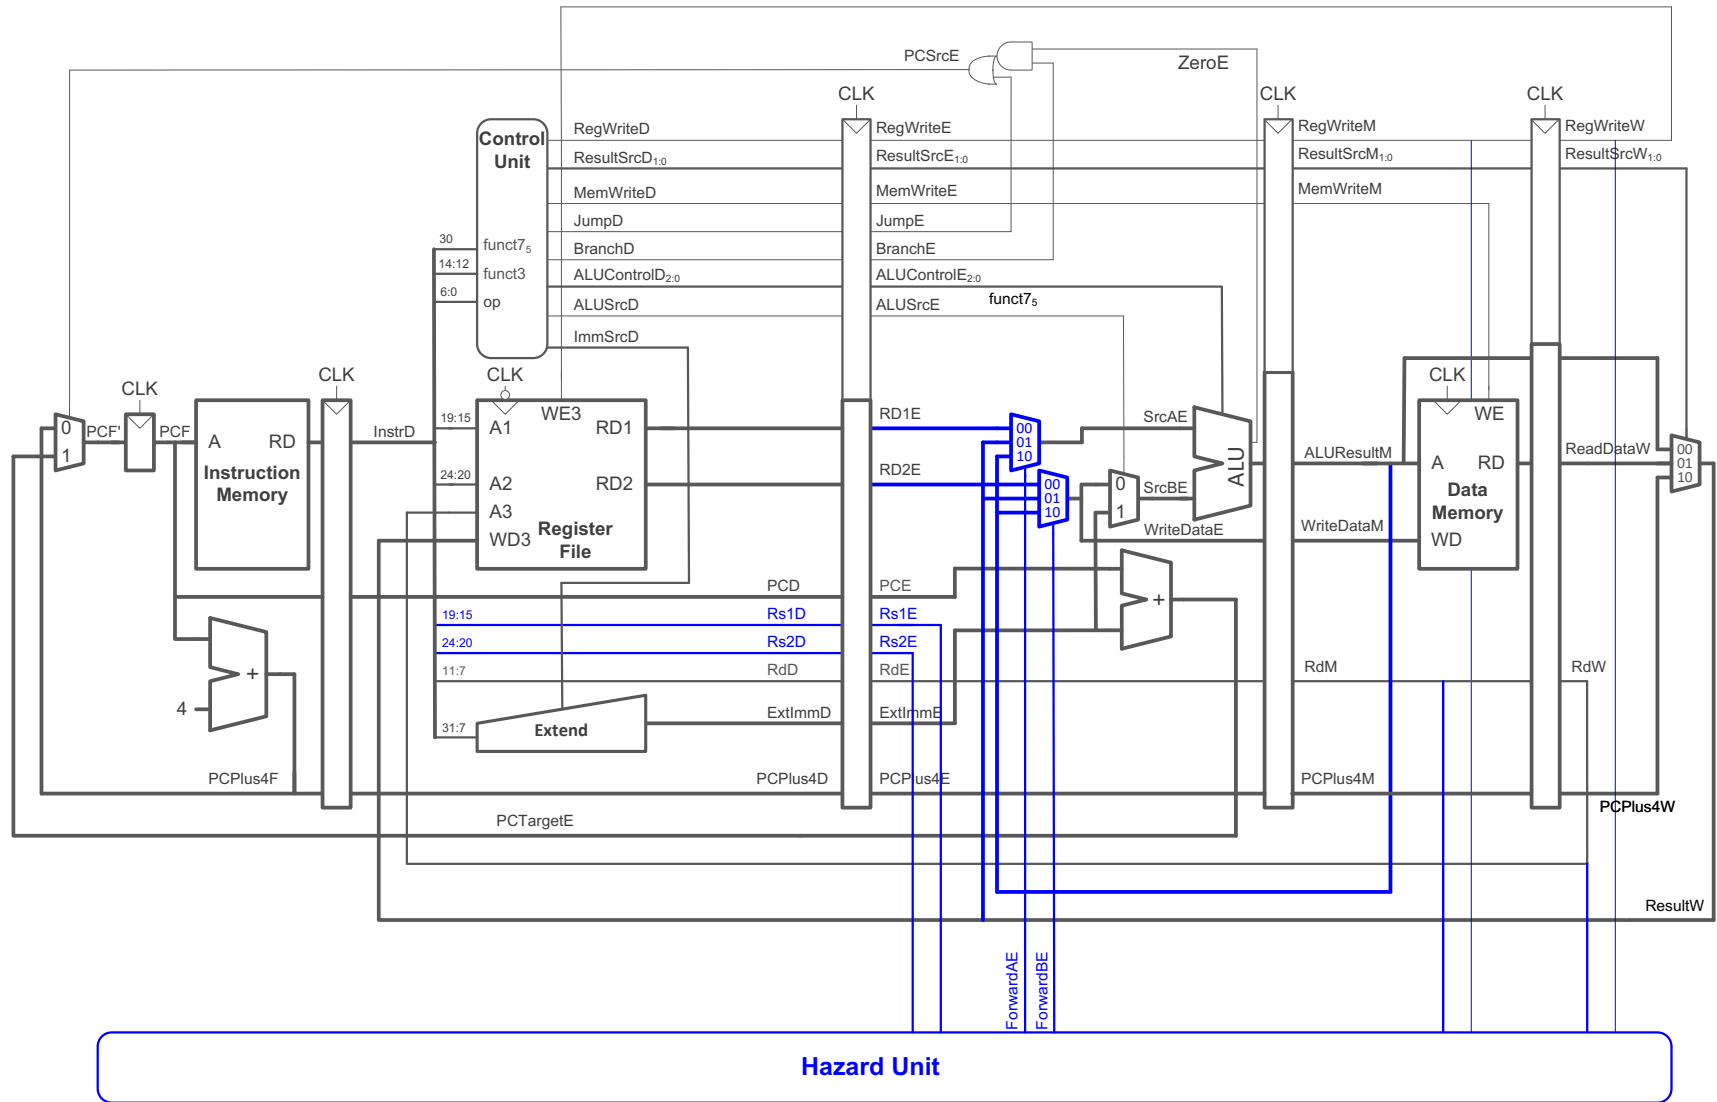 PCSrcE
ZeroE
CLK
CLK
CLK
Control
Unit
funct7₅
funct3
op
30
14:12
6:0
RegWriteD
ResultSrcD₁:₀
MemWriteD
JumpD
BranchD
ALUControlD₂:₀
ALUSrcD
ImmSrcD
RegWriteE
ResultSrcE₁:₀
MemWriteE
JumpE
BranchE
ALUControlE₂:₀
funct7₅
ALUSrcE
RegWriteM
ResultSrcM₁:₀
MemWriteM
RegWriteW
ResultSrcW₁:₀
CLK
CLK
CLK
CLK
0
1
PCF'
PCF
A
RD
Instruction
Memory
InstrD
19:15
24:20
A1
A2
A3
WD3
WE3
RD1
RD2
Register
File
RD1E
RD2E
00
01
10
00
01
10
0
1
SrcAE
SrcBE
ALU
WriteDataE
ALUResultM
WriteDataM
A
RD
WE
Data
Memory
WD
ReadDataW
00
01
10
PCD
PCE
+
19:15
Rs1D
Rs1E
24:20
Rs2D
Rs2E
11:7
RdD
RdE
RdM
RdW
+
4
31:7
Extend
ExtImmD
ExtImmE
PCPlus4F
PCPlus4D
PCPlus4E
PCPlus4M
PCPlus4W
PCTargetE
ResultW
ForwardAE
ForwardBE
Hazard Unit